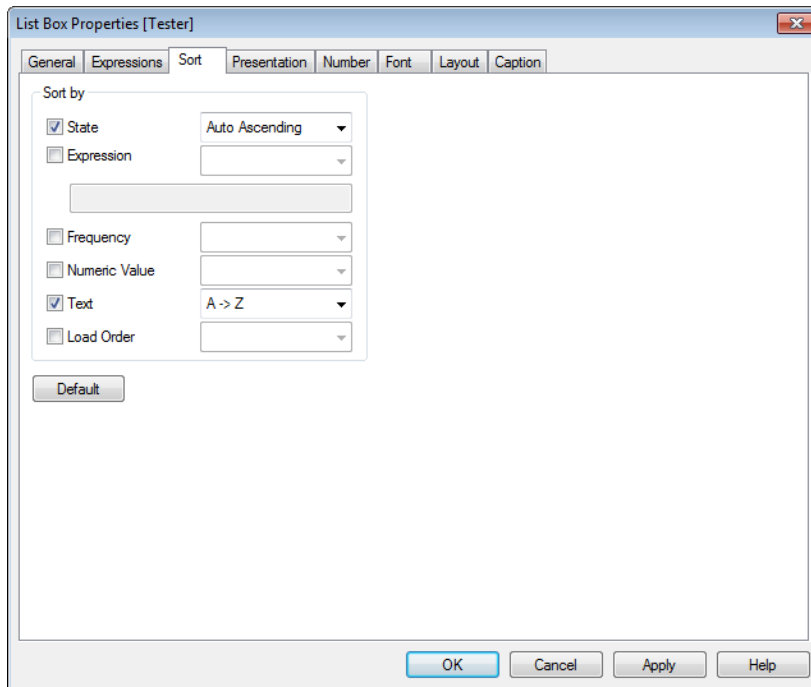 List Box Properties [Tester]
General Expressions Sort Presentation Number Font Layout Caption
Sort by
State Auto Ascending
Expression
Frequency
Numeric Value
Text A -> Z
Load Order
Default
OK Cancel Apply Help